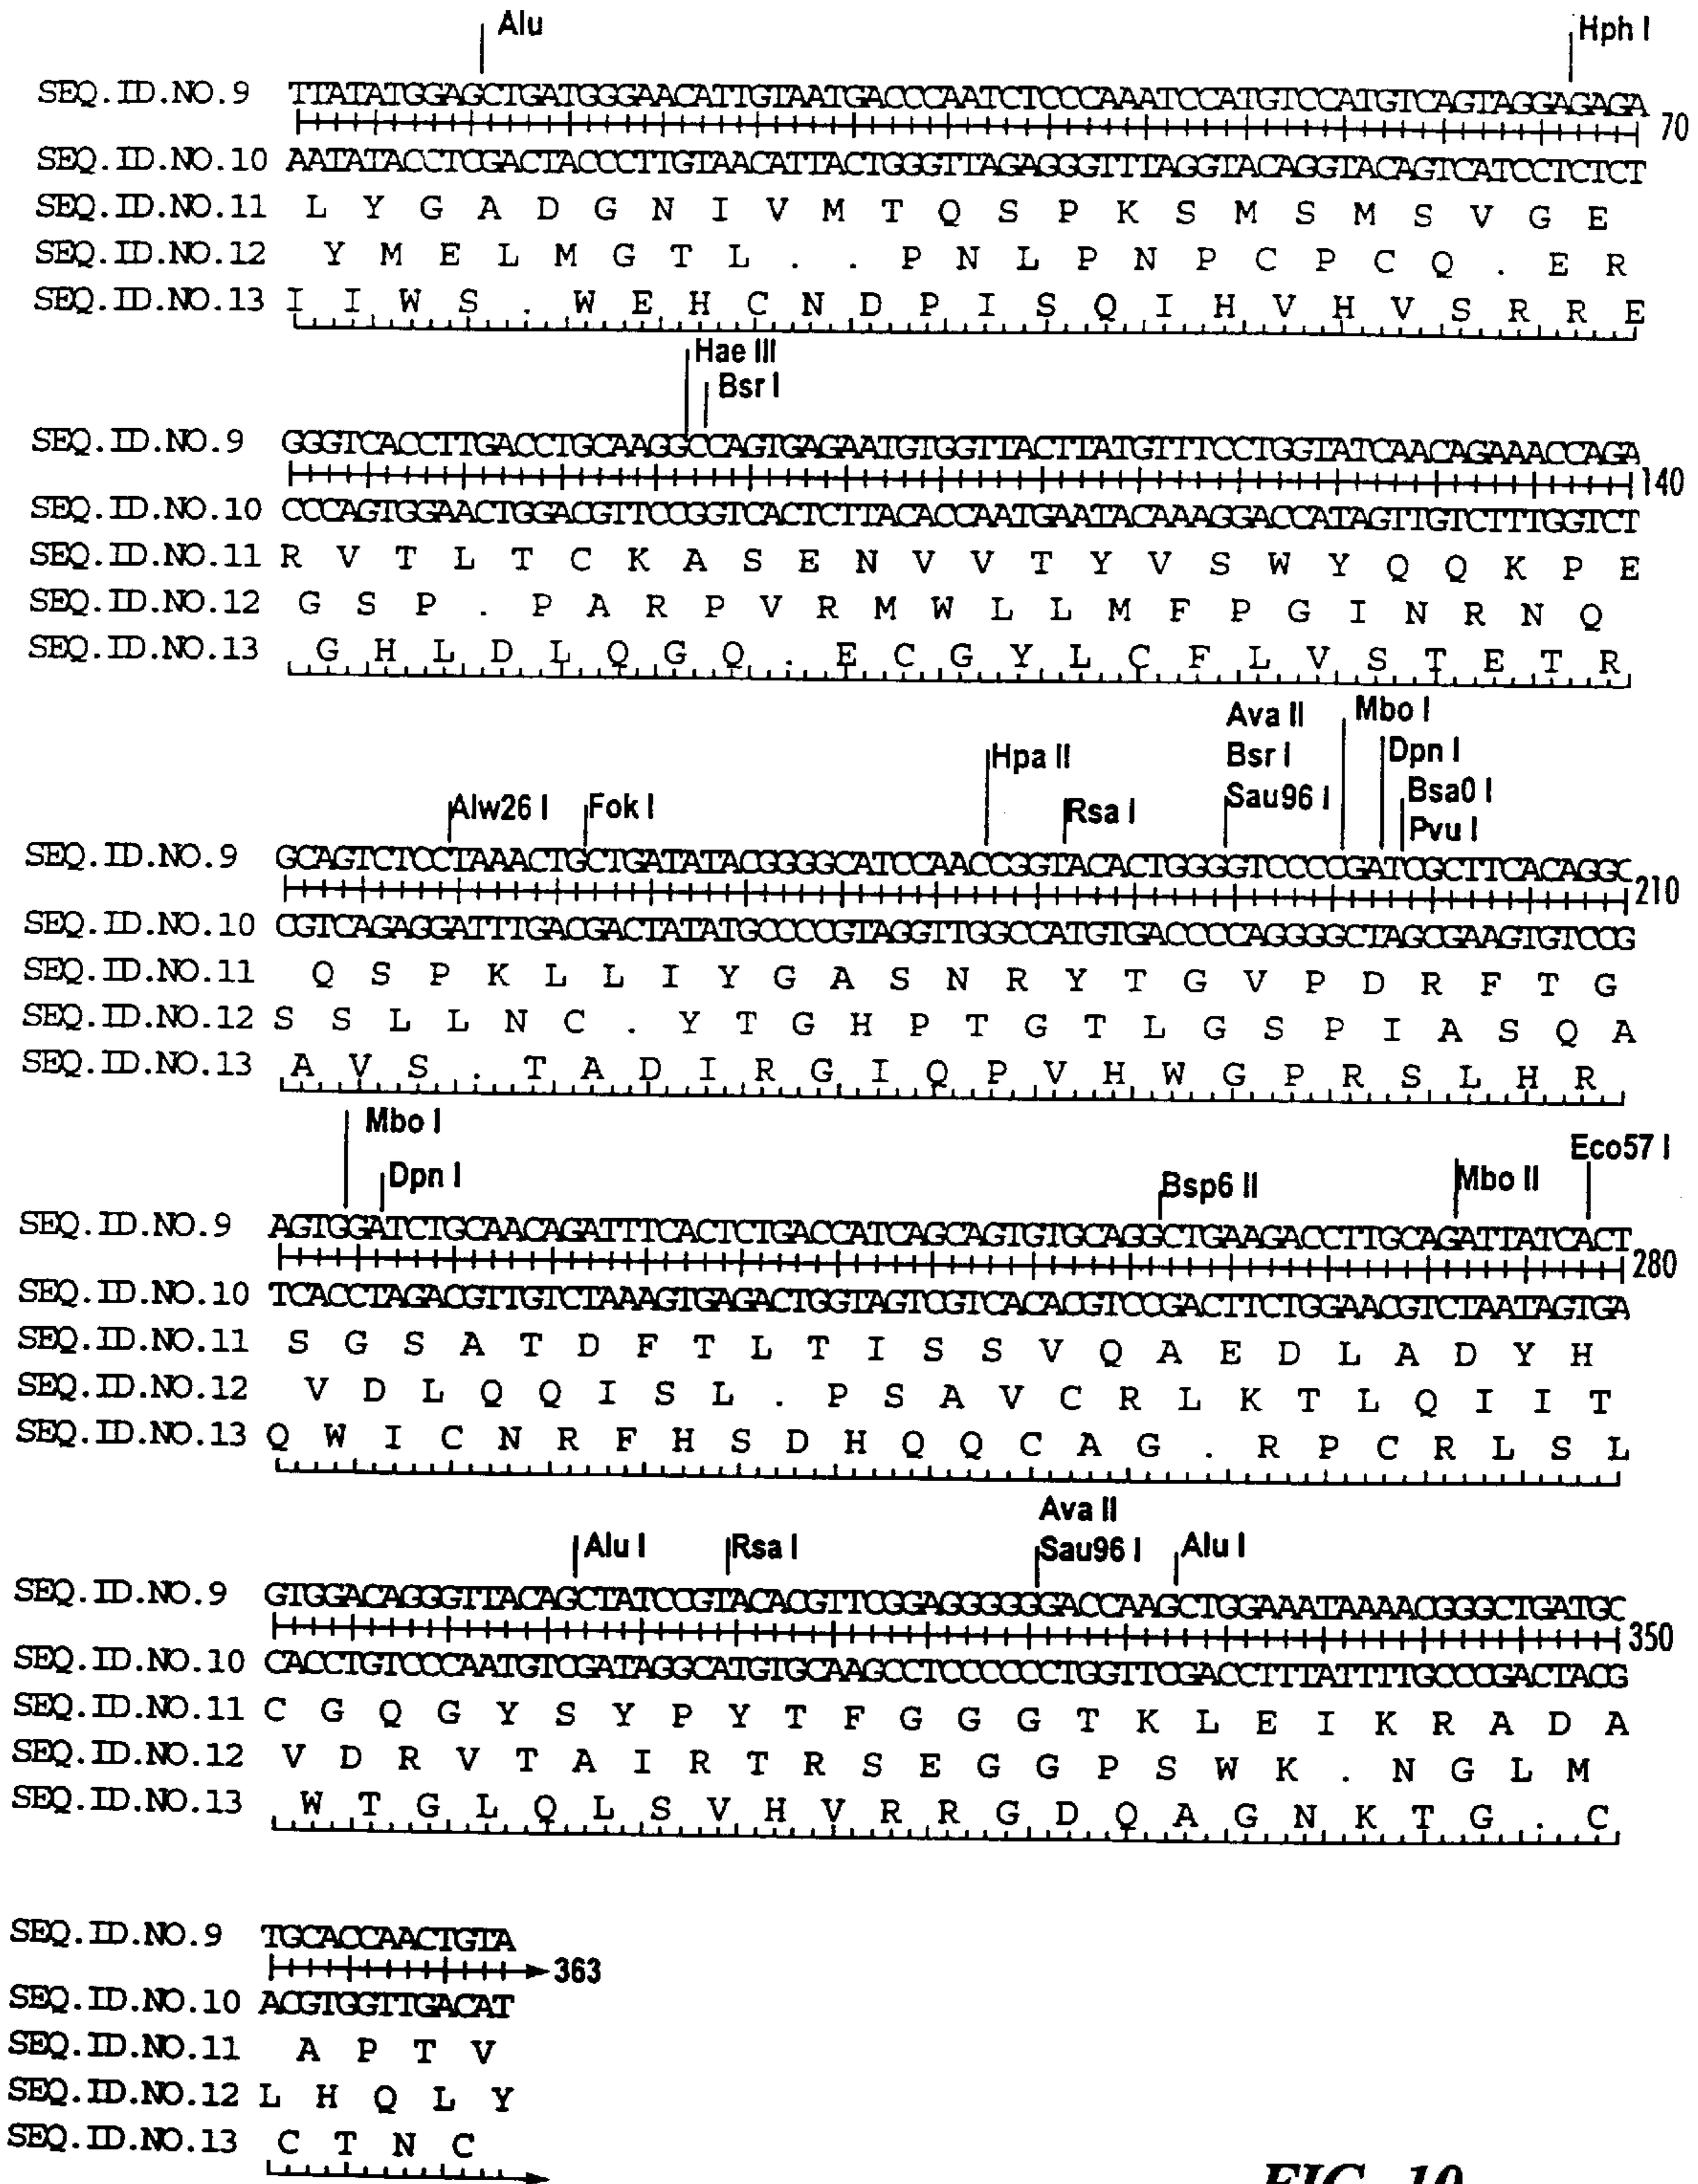 Alu
Hph I
SEQ.ID.NO.9 TTATATGGAGCTGATGGGAACATTGTAATGACCCAATCTCCCAAATCCATGTCCATGTCAGTAGGAGAGA
70
SEQ.ID.NO.10 AATATACCTCGACTACCCTTGTAACATTACTGGGTTAGAGGGTTTAGGTACAGGTACAGTCATCCTCTCT
SEQ.ID.NO.11 L Y G A D G N I V M T Q S P K S M S M S V G E
SEQ.ID.NO.12 Y M E L M G T L . . P N L P N P C P C Q . E R
SEQ.ID.NO.13 I I W S . W E H C N D P I S Q I H V H V S R R E
Hae III
Bsr I
SEQ.ID.NO.9 GGGTCACCTTGACCTGCAAGGCCAGTGAGAATGTGGTTACTTATGTTTCCTGGTATCAACAGAAACCAGA
140
SEQ.ID.NO.10 CCCAGTGGAACTGGACGTTCCGGTCACTCTTACACCAATGAATACAAAGGACCATAGTTGTCTTTGGTCT
SEQ.ID.NO.11 R V T L T C K A S E N V V T Y V S W Y Q Q K P E
SEQ.ID.NO.12 G S P . P A R P V R M W L L M F P G I N R N Q
SEQ.ID.NO.13 G H L D L Q G Q . E C G Y L C F L V S T E T R
Ava II
Mbo I
Hpa II
Bsr I
Dpn I
Alw26 I
Fok I
Rsa I
Sau96 I
Bsa0 I
Pvu I
SEQ.ID.NO.9 GCAGTCTCCTAAACTGCTGATATACGGGGCATCCAACCGGTACACTGGGGTCCCCGATCGCTTCACAGGC
210
SEQ.ID.NO.10 CGTCAGAGGATTTGACGACTATATGCCCCGTAGGTTGGCCATGTGACCCCAGGGGCTAGCGAAGTGTCCG
SEQ.ID.NO.11 Q S P K L L I Y G A S N R Y T G V P D R F T G
SEQ.ID.NO.12 S S L L N C . Y T G H P T G T L G S P I A S Q A
SEQ.ID.NO.13 A V S . T A D I R G I Q P V H W G P R S L H R
Mbo I
Dpn I
Bsp6 II
Mbo II
Eco57 I
SEQ.ID.NO.9 AGTGGATCTGCAACAGATTTCACTCTGACCATCAGCAGTGTGCAGGCTGAAGACCTTGCAGATTATCACT
280
SEQ.ID.NO.10 TCACCTAGACGTTGTCTAAAGTGAGACTGGTAGTCGTCACACGTCCGACTTCTGGAACGTCTAATAGTGA
SEQ.ID.NO.11 S G S A T D F T L T I S S V Q A E D L A D Y H
SEQ.ID.NO.12 V D L Q Q I S L . P S A V C R L K T L Q I I T
SEQ.ID.NO.13 Q W I C N R F H S D H Q Q C A G . R P C R L S L
Ava II
Alu I
Rsa I
Sau96 I
Alu I
SEQ.ID.NO.9 GTGGACAGGGTTACAGCTATCCGTACACGTTCGGAGGGGGGACCAAGCTGGAAATAAAACGGGCTGATGC
350
SEQ.ID.NO.10 CACCTGTCCCAATGTCGATAGGCATGTGCAAGCCTCCCCCCTGGTTCGACCTTTATTTTGCCCGACTACG
SEQ.ID.NO.11 C G Q G Y S Y P Y T F G G G T K L E I K R A D A
SEQ.ID.NO.12 V D R V T A I R T R S E G G P S W K . N G L M
SEQ.ID.NO.13 W T G L Q L S V H V R R G D Q A G N K T G . C
SEQ.ID.NO.9 TGCACCAACTGTA
363
SEQ.ID.NO.10 ACGTGGTTGACAT
SEQ.ID.NO.11 A P T V
SEQ.ID.NO.12 L H Q L Y
SEQ.ID.NO.13 C T N C
FIG. 10